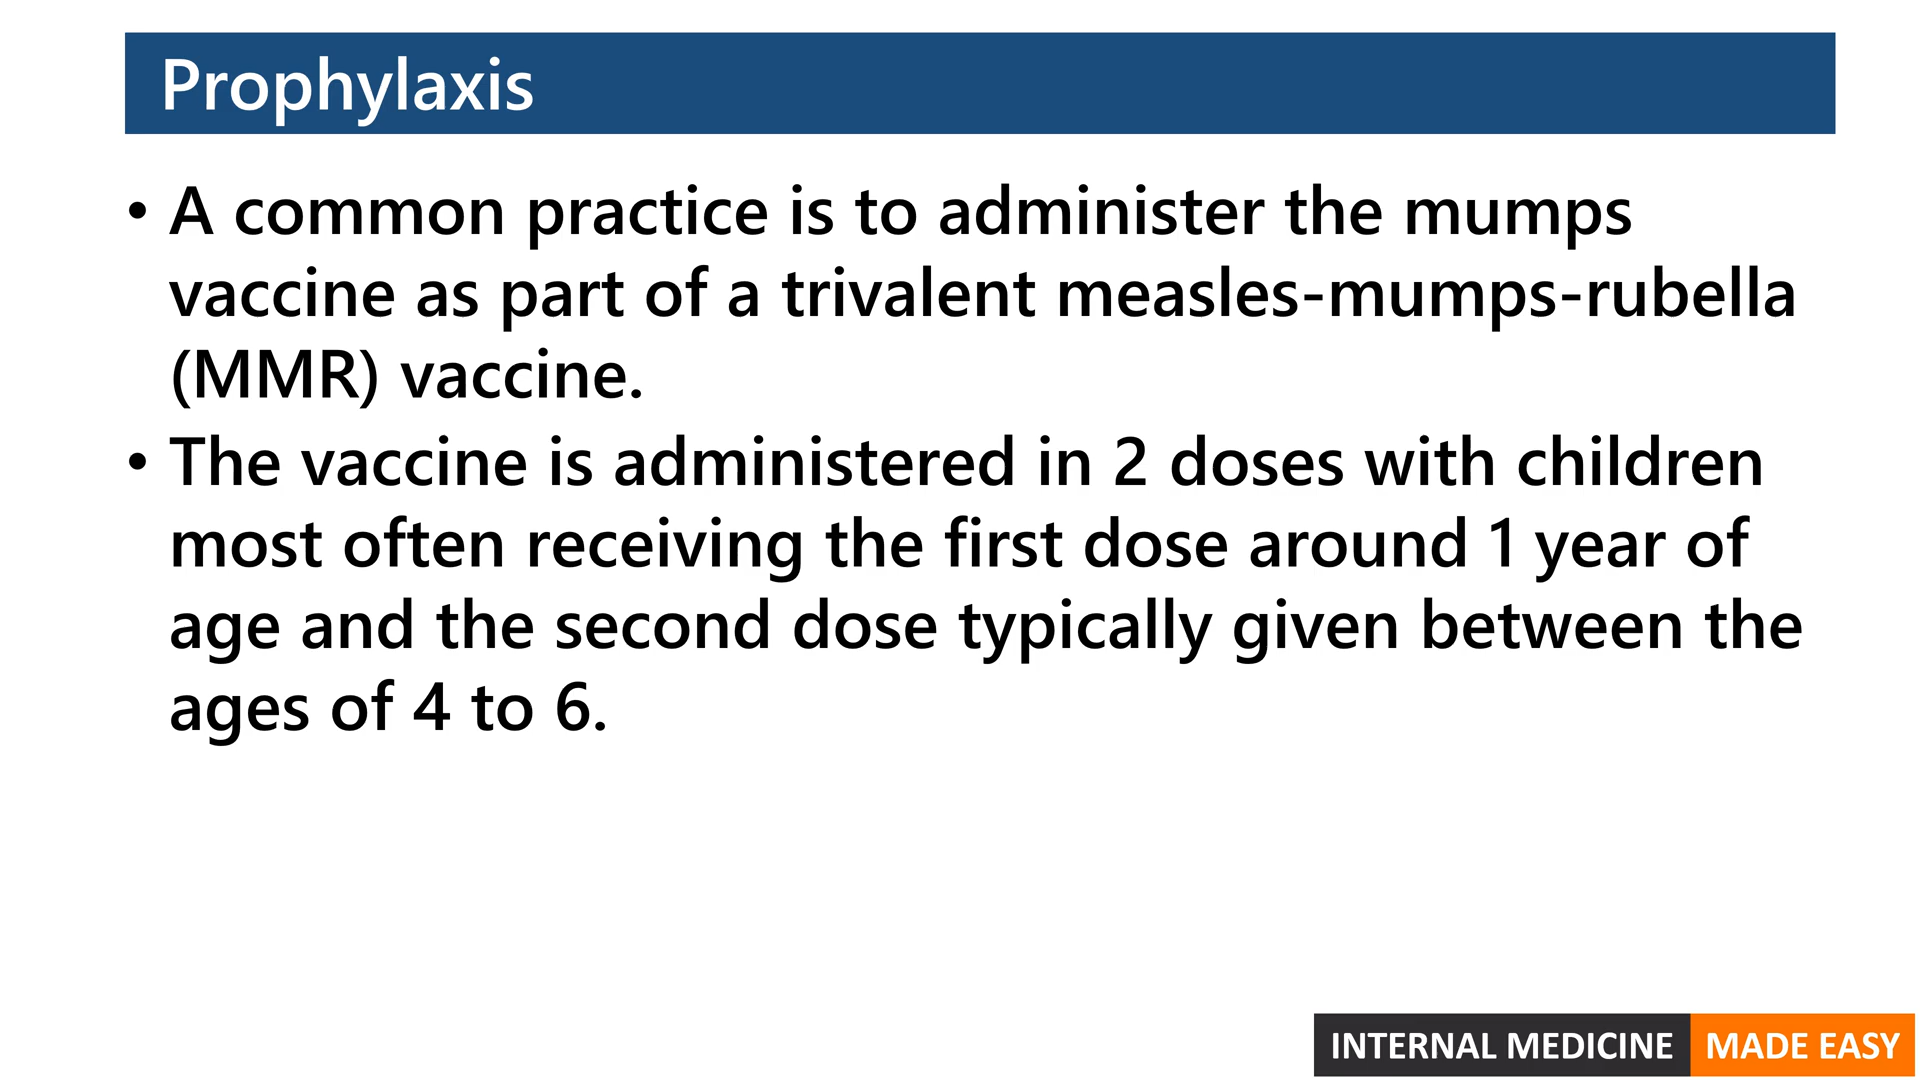 Prophylaxis
• A common practice is to administer the mumps
vaccine as part of a trivalent measles-mumps-rubella
(MMR) vaccine.
• The vaccine is administered in 2 doses with children
most often receiving the first dose around 1 year of
age and the second dose typically given between the
ages of 4 to 6.
INTERNAL MEDICINE MADE EASY